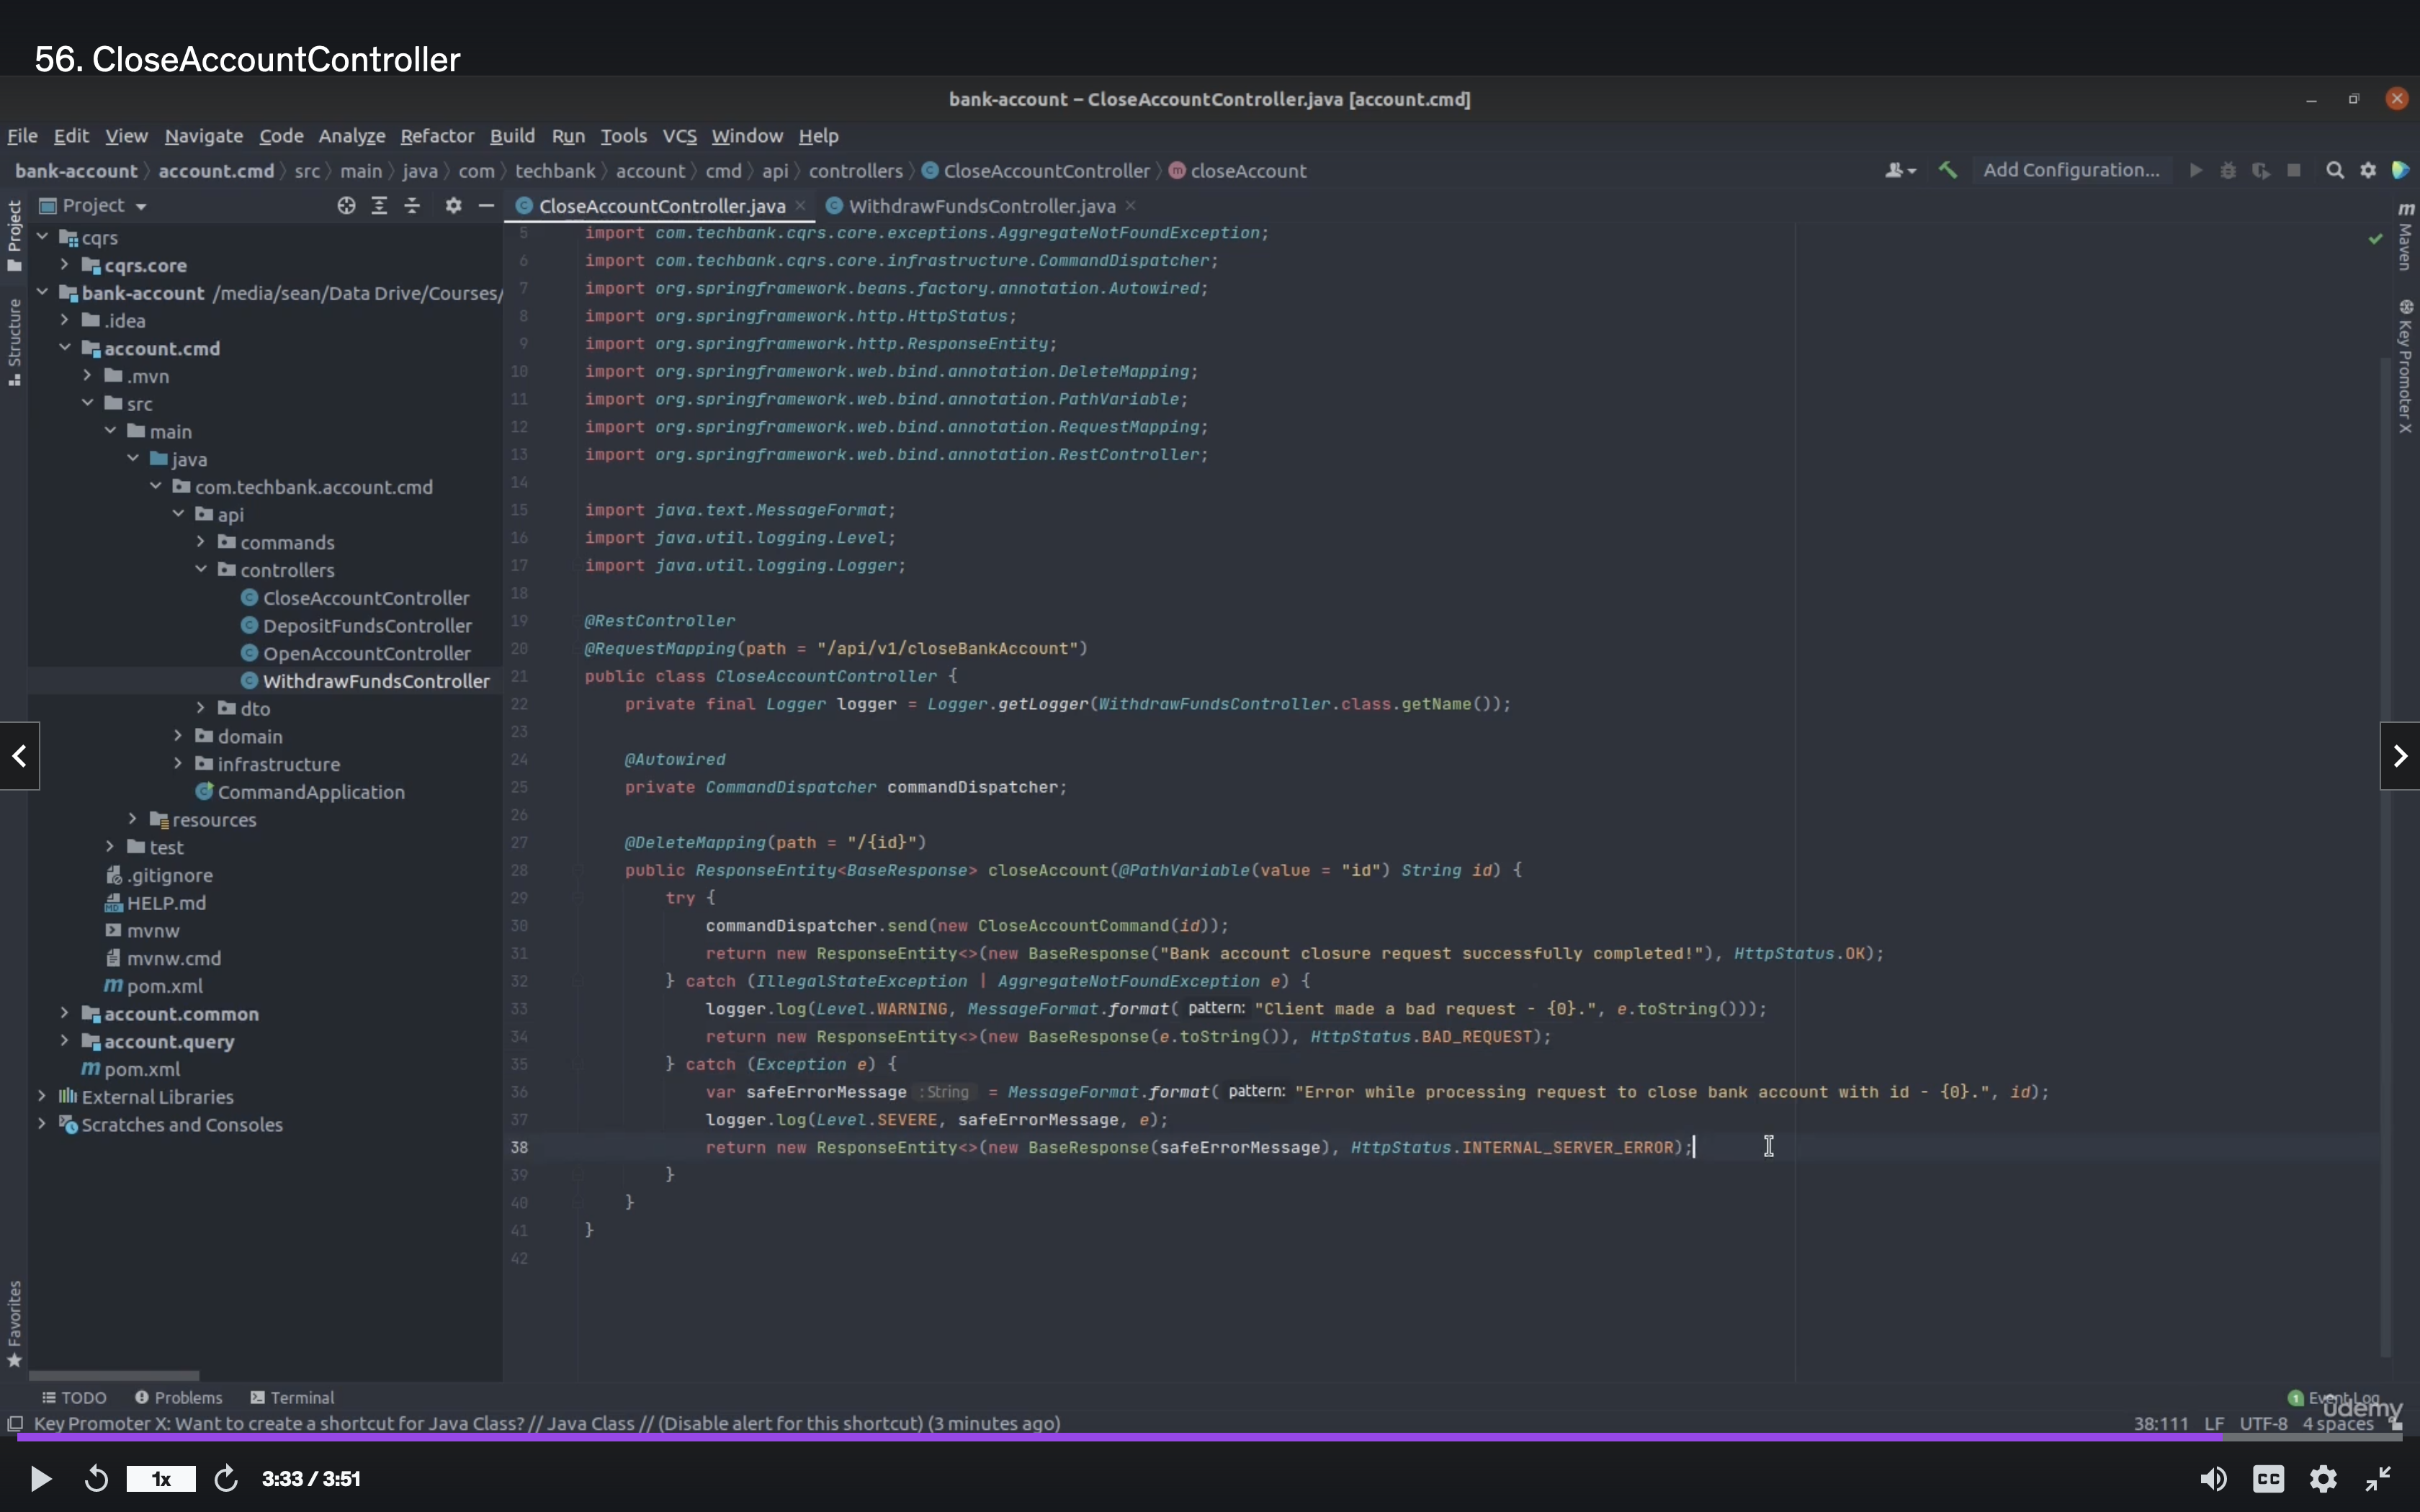 56. CloseAccountController
bank-account – CloseAccountController.java [account.cmd]
File Edit View Navigate Code Analyze Refactor Build Run Tools VCS Window Help
bank-account account.cmd src main java com techbank account cmd api controllers CloseAccountController closeAccount
Add Configuration...
Project
CloseAccountController.java
WithdrawFundsController.java
Project
Structure
Favorites
cqrs
cqrs.core
bank-account /media/sean/Data Drive/Courses/
.idea
account.cmd
.mvn
src
main
java
com.techbank.account.cmd
api
commands
controllers
CloseAccountController
DepositFundsController
OpenAccountController
WithdrawFundsController
dto
domain
infrastructure
CommandApplication
resources
test
.gitignore
HELP.md
mvnw
mvnw.cmd
pom.xml
account.common
account.query
pom.xml
External Libraries
Scratches and Consoles
5 import com.techbank.cqrs.core.exceptions.AggregateNotFoundException;
6 import com.techbank.cqrs.core.infrastructure.CommandDispatcher;
7 import org.springframework.beans.factory.annotation.Autowired;
8 import org.springframework.http.HttpStatus;
9 import org.springframework.http.ResponseEntity;
10 import org.springframework.web.bind.annotation.DeleteMapping;
11 import org.springframework.web.bind.annotation.PathVariable;
12 import org.springframework.web.bind.annotation.RequestMapping;
13 import org.springframework.web.bind.annotation.RestController;
14
15 import java.text.MessageFormat;
16 import java.util.logging.Level;
17 import java.util.logging.Logger;
18
19 @RestController
20 @RequestMapping(path = "/api/v1/closeBankAccount")
21 public class CloseAccountController {
22 private final Logger logger = Logger.getLogger(WithdrawFundsController.class.getName());
23
24 @Autowired
25 private CommandDispatcher commandDispatcher;
26
27 @DeleteMapping(path = "/{id}")
28 public ResponseEntity<BaseResponse> closeAccount(@PathVariable(value = "id") String id) {
29 try {
30 commandDispatcher.send(new CloseAccountCommand(id));
31 return new ResponseEntity<>(new BaseResponse("Bank account closure request successfully completed!"), HttpStatus.OK);
32 } catch (IllegalStateException | AggregateNotFoundException e) {
33 logger.log(Level.WARNING, MessageFormat.format( pattern: "Client made a bad request - {0}.", e.toString()));
34 return new ResponseEntity<>(new BaseResponse(e.toString()), HttpStatus.BAD_REQUEST);
35 } catch (Exception e) {
36 var safeErrorMessage : String = MessageFormat.format( pattern: "Error while processing request to close bank account with id - {0}.", id);
37 logger.log(Level.SEVERE, safeErrorMessage, e);
38 return new ResponseEntity<>(new BaseResponse(safeErrorMessage), HttpStatus.INTERNAL_SERVER_ERROR);
39 }
40 }
41 }
42
m Maven
Key Promoter X
TODO Problems Terminal
1 Event Log
udemy
Key Promoter X: Want to create a shortcut for Java Class? // Java Class // (Disable alert for this shortcut) (3 minutes ago)
38:111 LF UTF-8 4 spaces
1x
3:33 / 3:51
CC